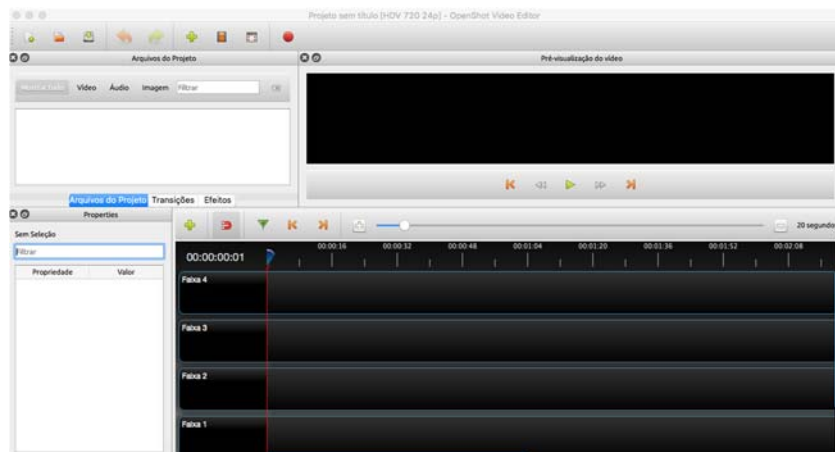 Projeto sem título [HDV 720 24p] - OpenShot Video Editor
Arquivos do Projeto
Pré-visualização do vídeo
Mostrar tudo Vídeo Áudio Imagem Filtrar
Arquivos do Projeto Transições Efeitos
Properties
Sem Seleção
Filtrar
Propriedade Valor
20 segundo
00:00:00:01
00:00:16 00:00:32 00:00:48 00:01:04 00:01:20 00:01:36 00:01:52 00:02:08
Faixa 4
Faixa 3
Faixa 2
Faixa 1